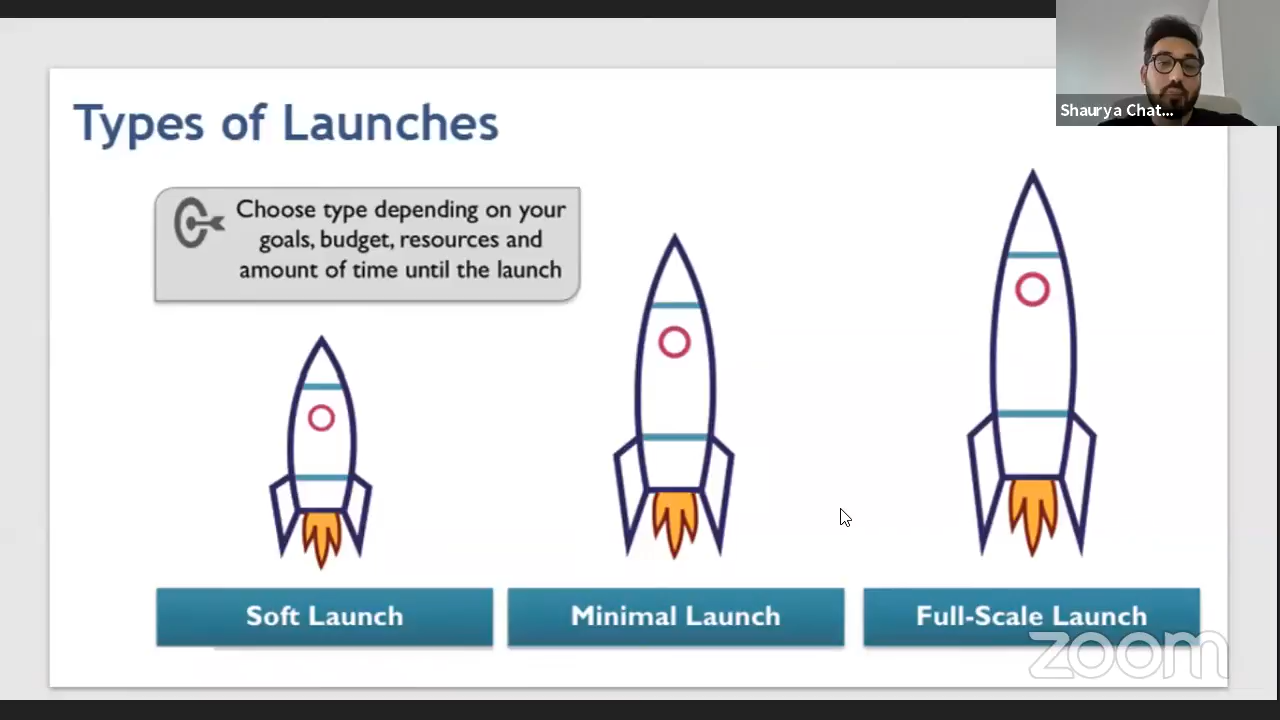 Types of Launches
Shaurya Chat...
Choose type depending on your
goals, budget, resources and
amount of time until the launch
Soft Launch
Minimal Launch
Full-Scale Launch
zoom